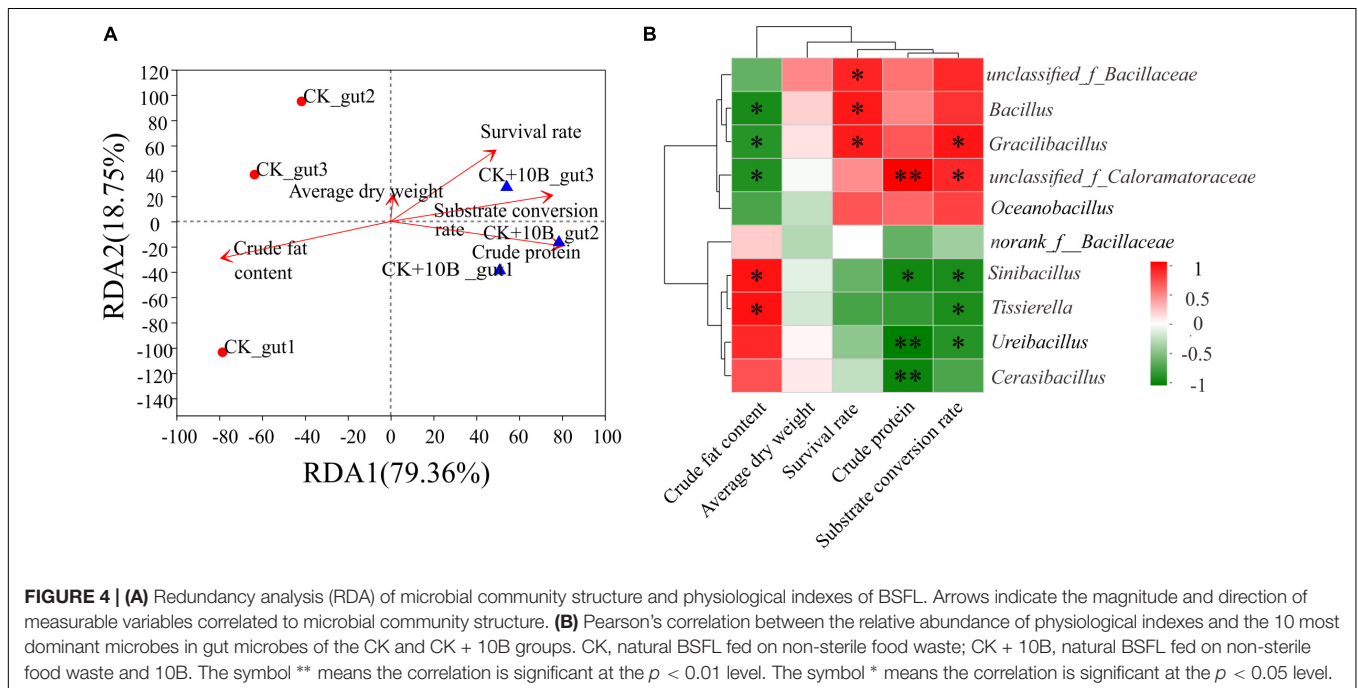 A
RDA2(18.75%)
120
100
80
60
40
20
0
-20
-40
-60
-80
-100
-120
-140
CK_gut2
CK_gut3
CK_gut1
Survival rate
CK+10B_gut3
Average dry weight
Substrate conversion
rate
CK+10B_gut2
Crude protein
CK+10B _gut1
Crude fat
content
-100 -80 -60 -40 -20 0 20 40 60 80 100
RDA1(79.36%)
B
* unclassified_f_Bacillaceae
* * Bacillus
* * * Gracilibacillus
* ** * unclassified_f_Caloramatoraceae
Oceanobacillus
norank_f__Bacillaceae
* * * Sinibacillus
* * Tissierella
** * Ureibacillus
** Cerasibacillus
Crude fat content
Average dry weight
Survival rate
Crude protein
Substrate conversion rate
1
0.5
0
-0.5
-1
FIGURE 4 | (A) Redundancy analysis (RDA) of microbial community structure and physiological indexes of BSFL. Arrows indicate the magnitude and direction of
measurable variables correlated to microbial community structure. (B) Pearson's correlation between the relative abundance of physiological indexes and the 10 most
dominant microbes in gut microbes of the CK and CK + 10B groups. CK, natural BSFL fed on non-sterile food waste; CK + 10B, natural BSFL fed on non-sterile
food waste and 10B. The symbol ** means the correlation is significant at the p < 0.01 level. The symbol * means the correlation is significant at the p < 0.05 level.